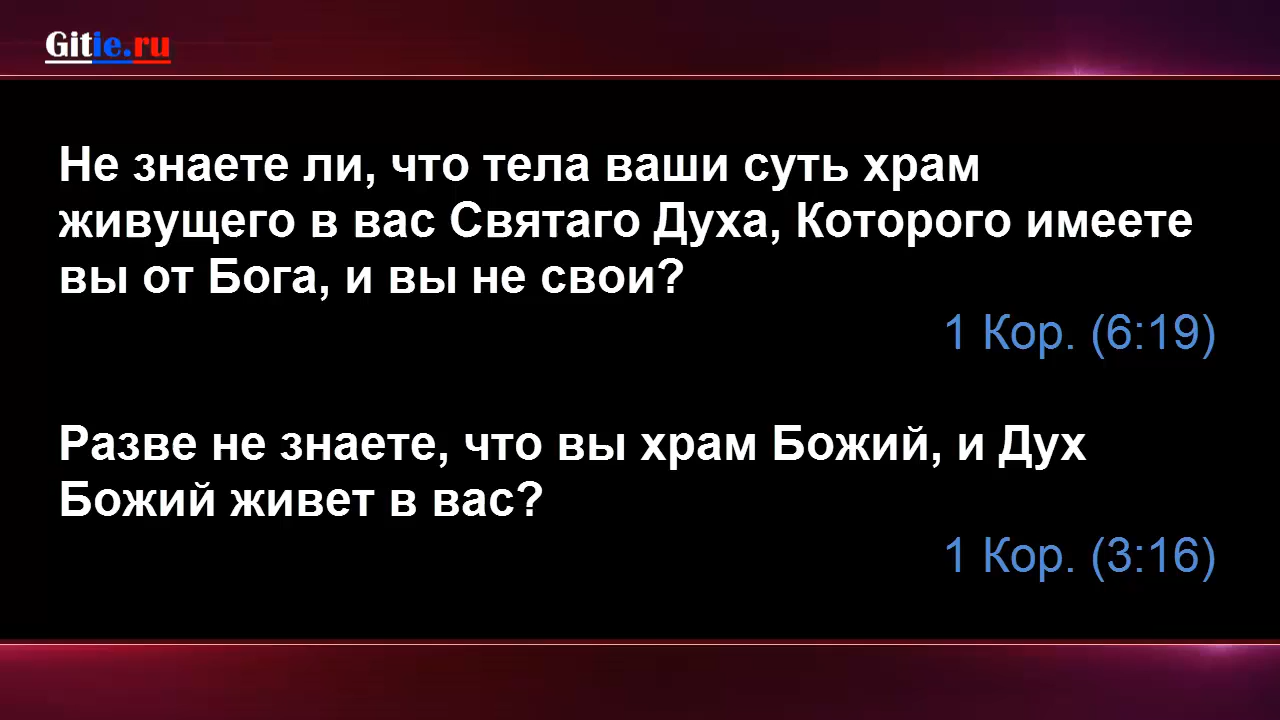 Gitie.ru
Не знаете ли, что тела ваши суть храм
живущего в вас Святаго Духа, Которого имеете
вы от Бога, и вы не свои?
1 Кор. (6:19)
Разве не знаете, что вы храм Божий, и Дух
Божий живет в вас?
1 Кор. (3:16)